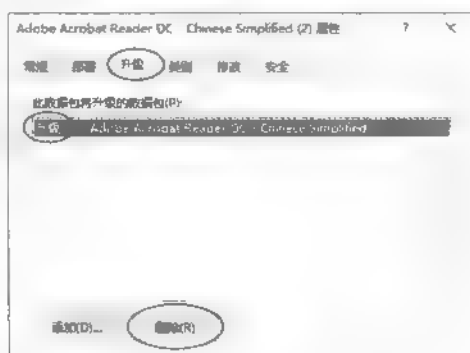 Adobe Acrobat Reader DC - Chinese Simplified (2) 属性 ? ×
常规 部署 升级 类别 修改 安全
此数据包将升级的数据包(P):
升级 Adobe Acrobat Reader DC - Chinese Simplified
添加(D)... 删除(R)